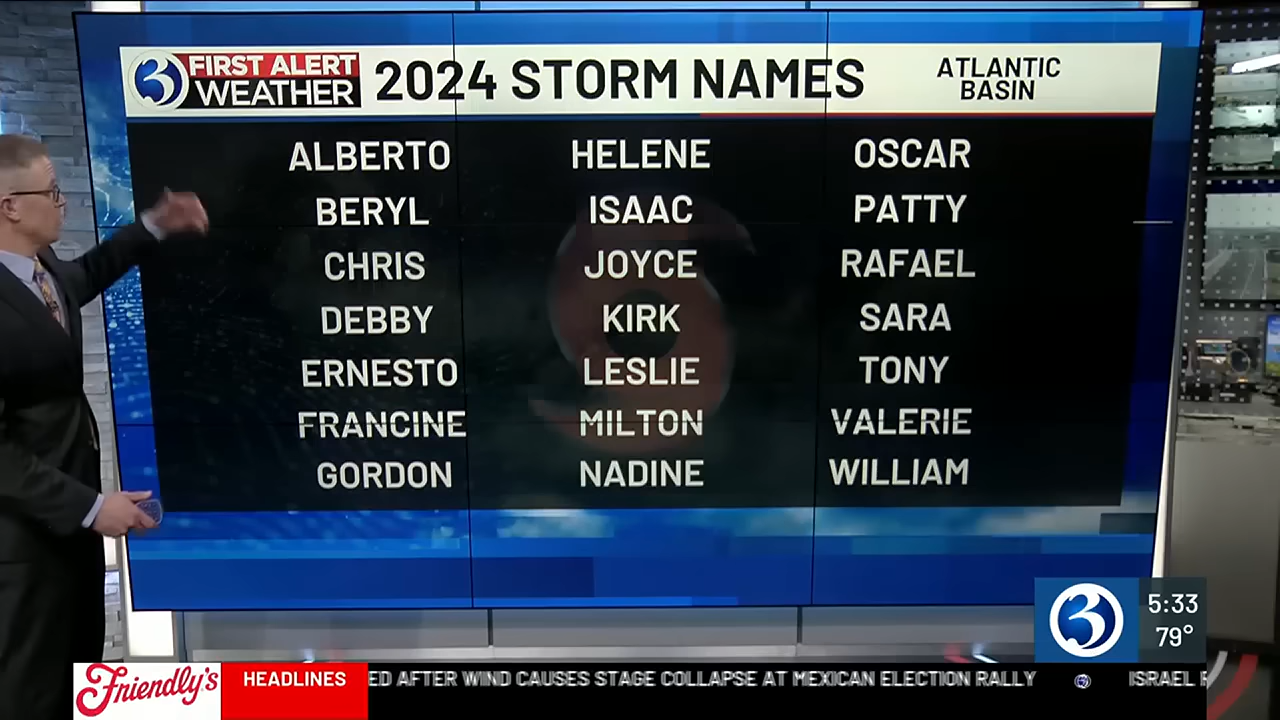 3 FIRST ALERT
WEATHER
2024 STORM NAMES
ATLANTIC
BASIN
ALBERTO
BERYL
CHRIS
DEBBY
ERNESTO
FRANCINE
GORDON
HELENE
ISAAC
JOYCE
KIRK
LESLIE
MILTON
NADINE
OSCAR
PATTY
RAFAEL
SARA
TONY
VALERIE
WILLIAM
3
5:33
79°
Friendly's
HEADLINES
ED AFTER WIND CAUSES STAGE COLLAPSE AT MEXICAN ELECTION RALLY
ISRAEL